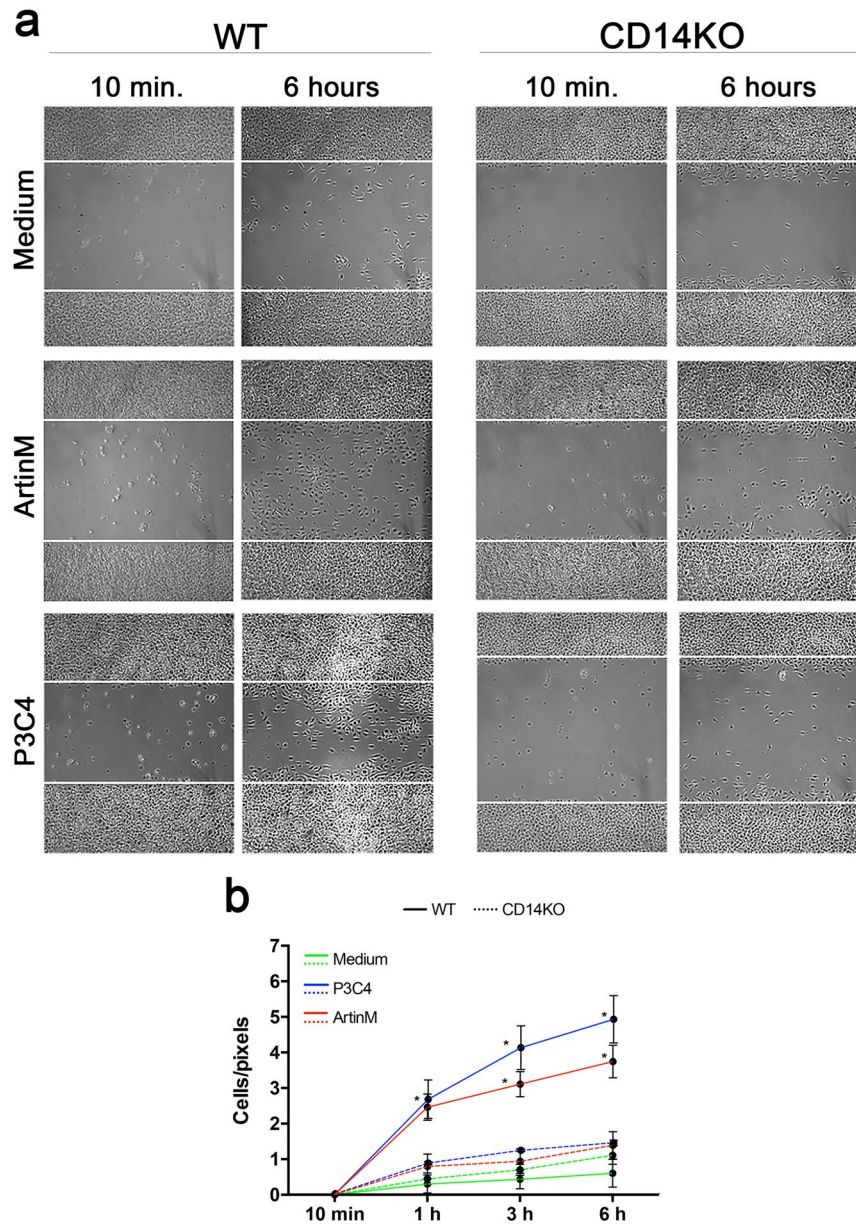 a
WT CD14KO
10 min. 6 hours 10 min. 6 hours
Medium
ArtinM
P3C4
b
WT CD14KO
7
6
5
4
3
2
1
0
Cells/pixels
Medium
P3C4
ArtinM
*
*
*
*
*
10 min 1 h 3 h 6 h